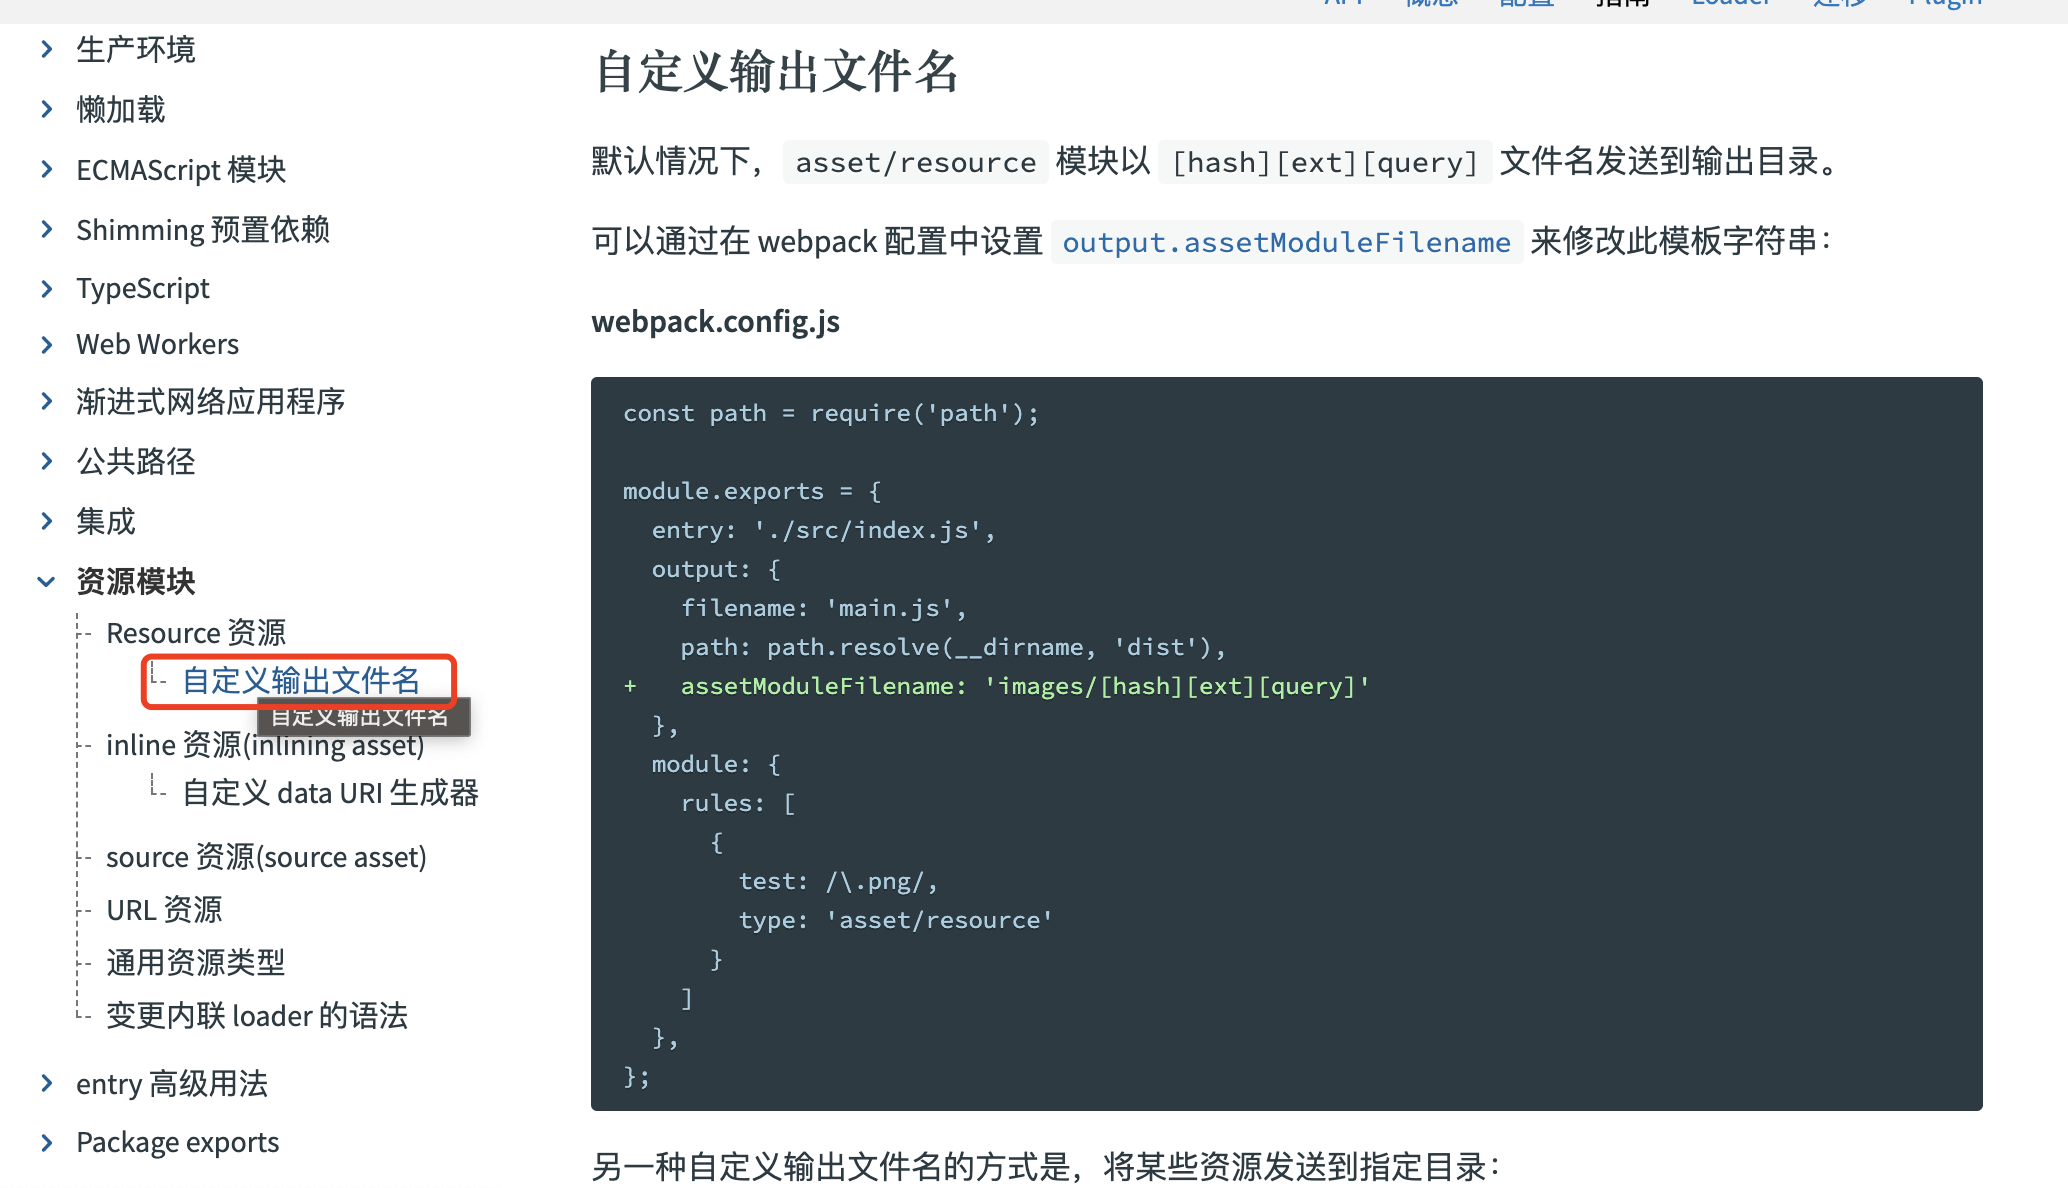 API 概念 配置 指南 Loader 迁移 Plugin
生产环境
懒加载
ECMAScript 模块
Shimming 预置依赖
TypeScript
Web Workers
渐进式网络应用程序
公共路径
集成
资源模块
Resource 资源
自定义输出文件名
自定义输出文件名
inline 资源(inlining asset)
自定义 data URI 生成器
source 资源(source asset)
URL 资源
通用资源类型
变更内联 loader 的语法
entry 高级用法
Package exports
自定义输出文件名
默认情况下， asset/resource 模块以 [hash][ext][query] 文件名发送到输出目录。
可以通过在 webpack 配置中设置 output.assetModuleFilename 来修改此模板字符串：
webpack.config.js
const path = require('path');
module.exports = {
  entry: './src/index.js',
  output: {
    filename: 'main.js',
    path: path.resolve(__dirname, 'dist'),
+   assetModuleFilename: 'images/[hash][ext][query]'
  },
  module: {
    rules: [
      {
        test: /\.png/,
        type: 'asset/resource'
      }
    ]
  },
};
另一种自定义输出文件名的方式是，将某些资源发送到指定目录：